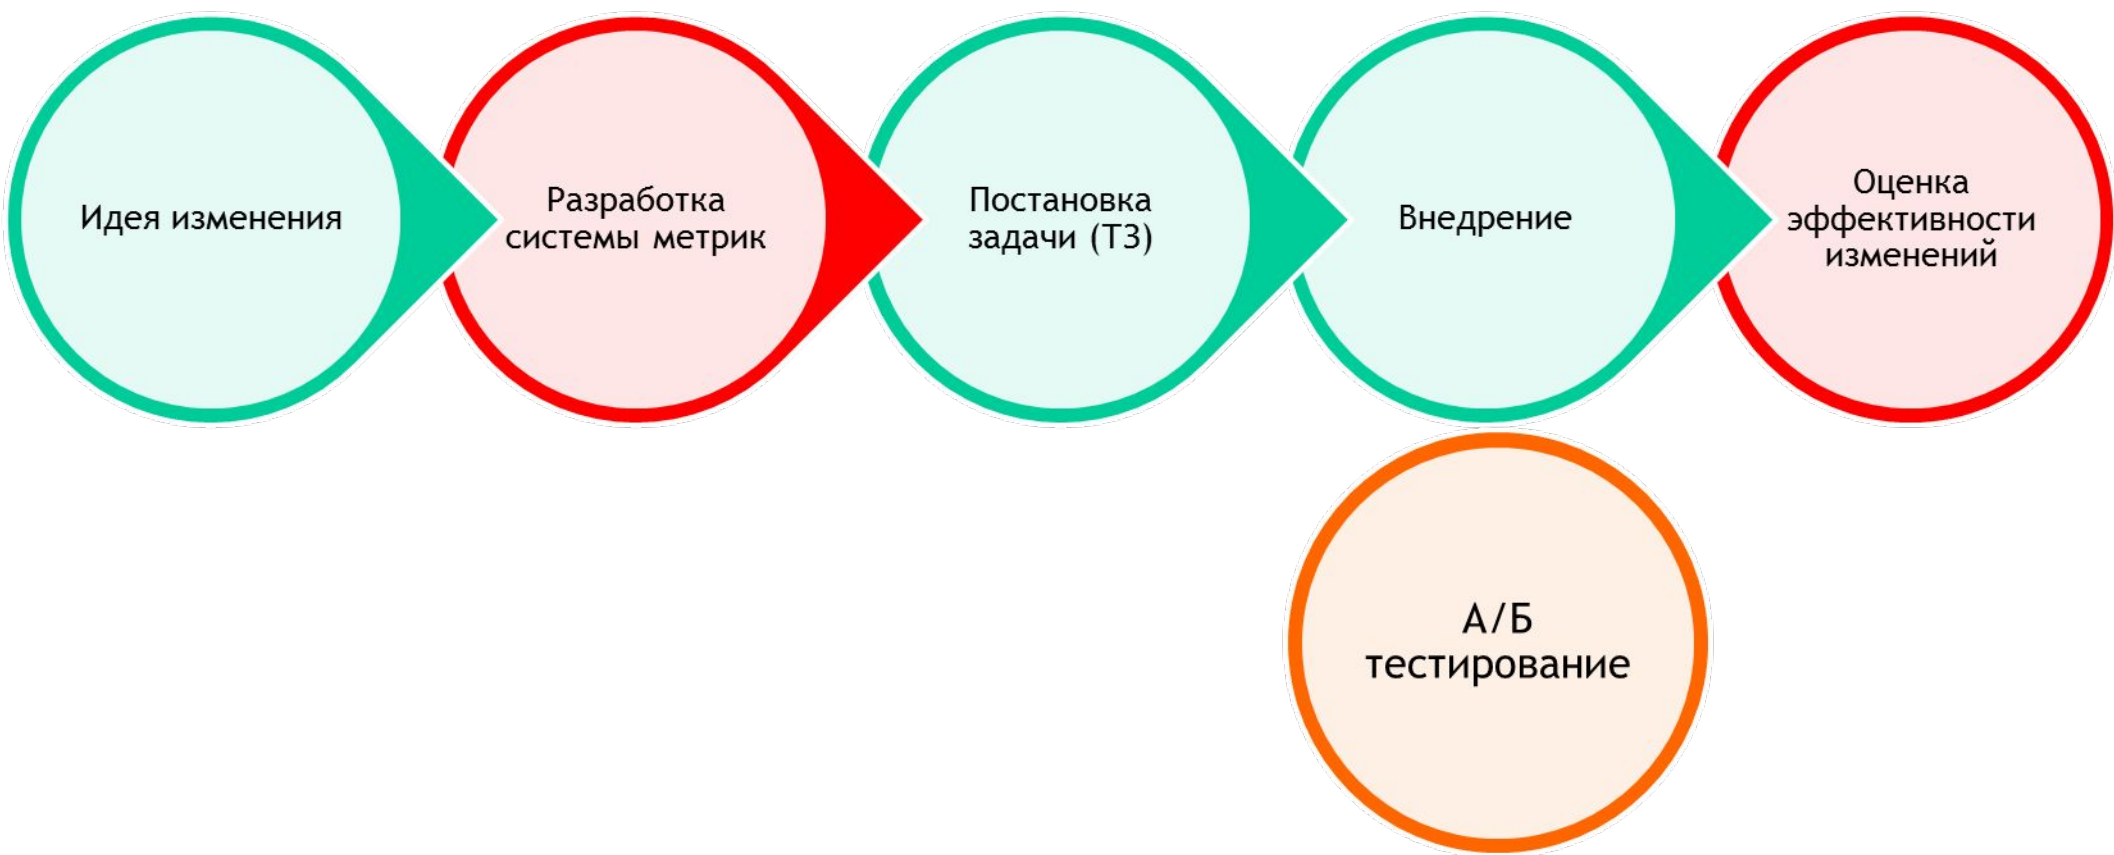 Идея изменения
Разработка
системы метрик
Постановка
задачи (ТЗ)
Внедрение
Оценка
эффективности
изменений
А/Б
тестирование